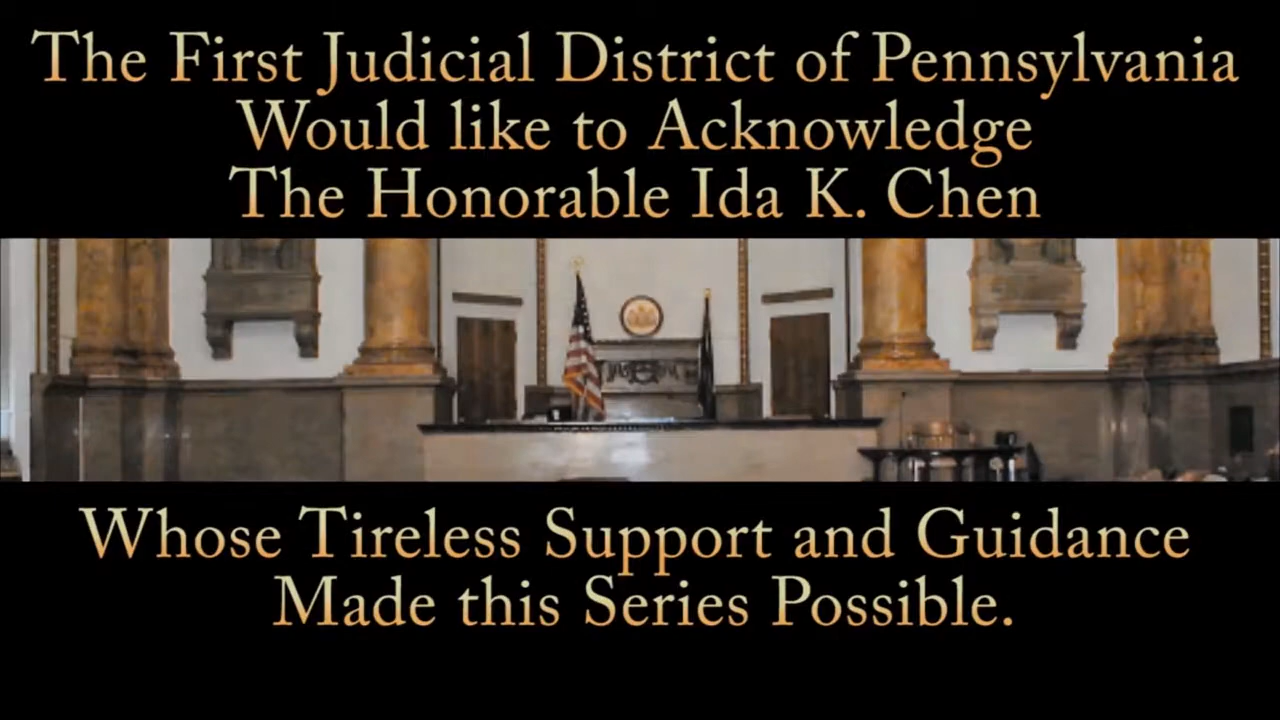 The First Judicial District of Pennsylvania
Would like to Acknowledge
The Honorable Ida K. Chen
Whose Tireless Support and Guidance
Made this Series Possible.